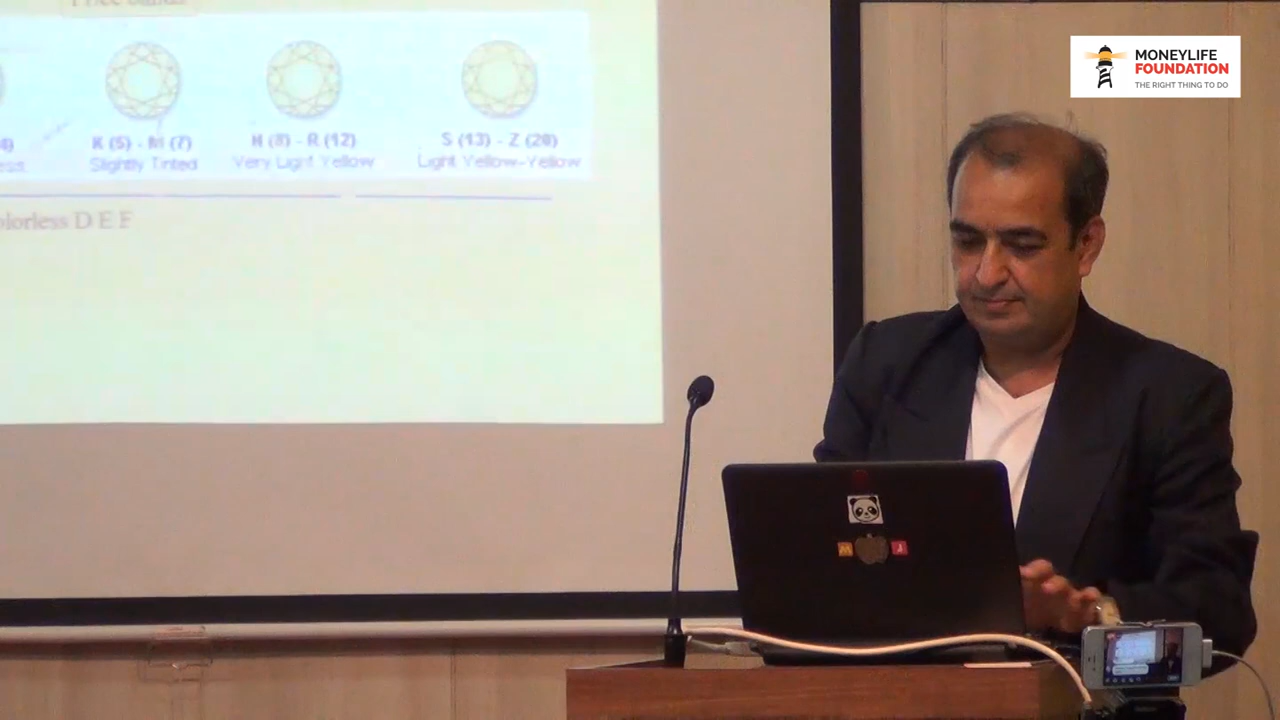 MONEYLIFE
FOUNDATION
THE RIGHT THING TO DO
K (5) - M (7)
Slightly Tinted
N (8) - R (12)
Very Light Yellow
S (13) - Z (20)
Light Yellow-Yellow
D E F
M
J